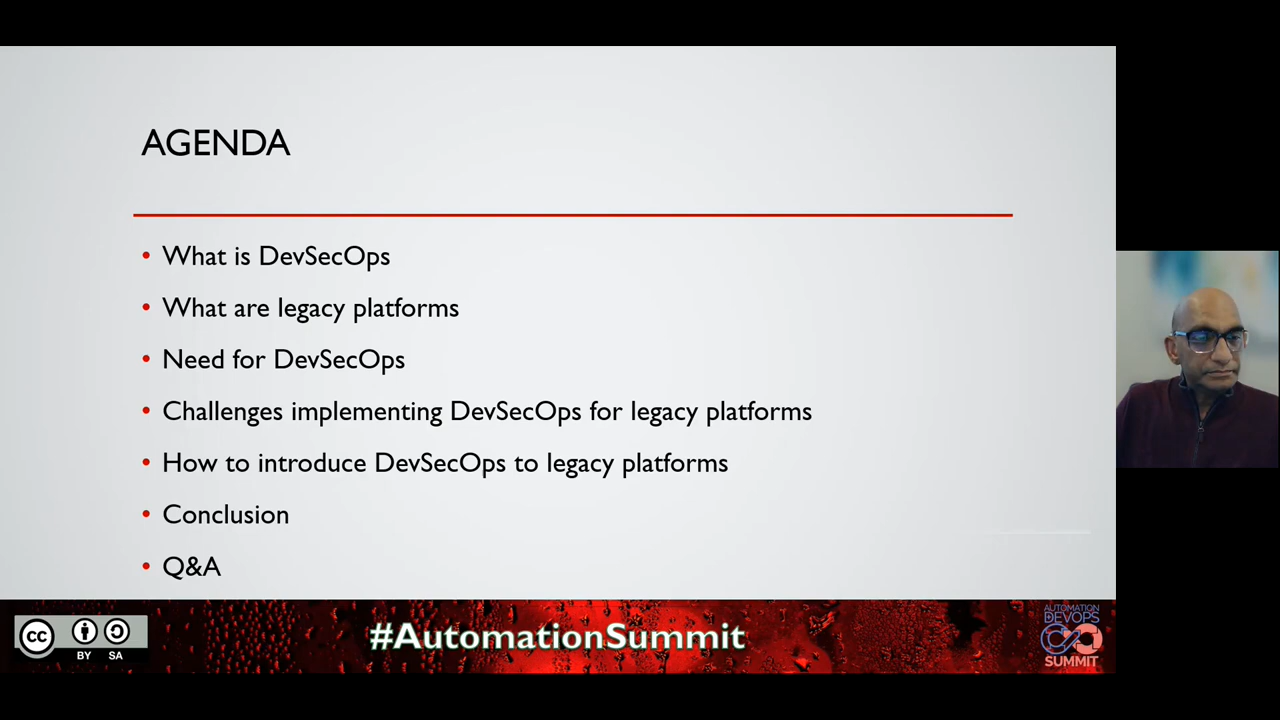 AGENDA
• What is DevSecOps
• What are legacy platforms
• Need for DevSecOps
• Challenges implementing DevSecOps for legacy platforms
• How to introduce DevSecOps to legacy platforms
• Conclusion
• Q&A
cc
BY SA
#AutomationSummit
AUTOMATION
DEVOPS
SUMMIT